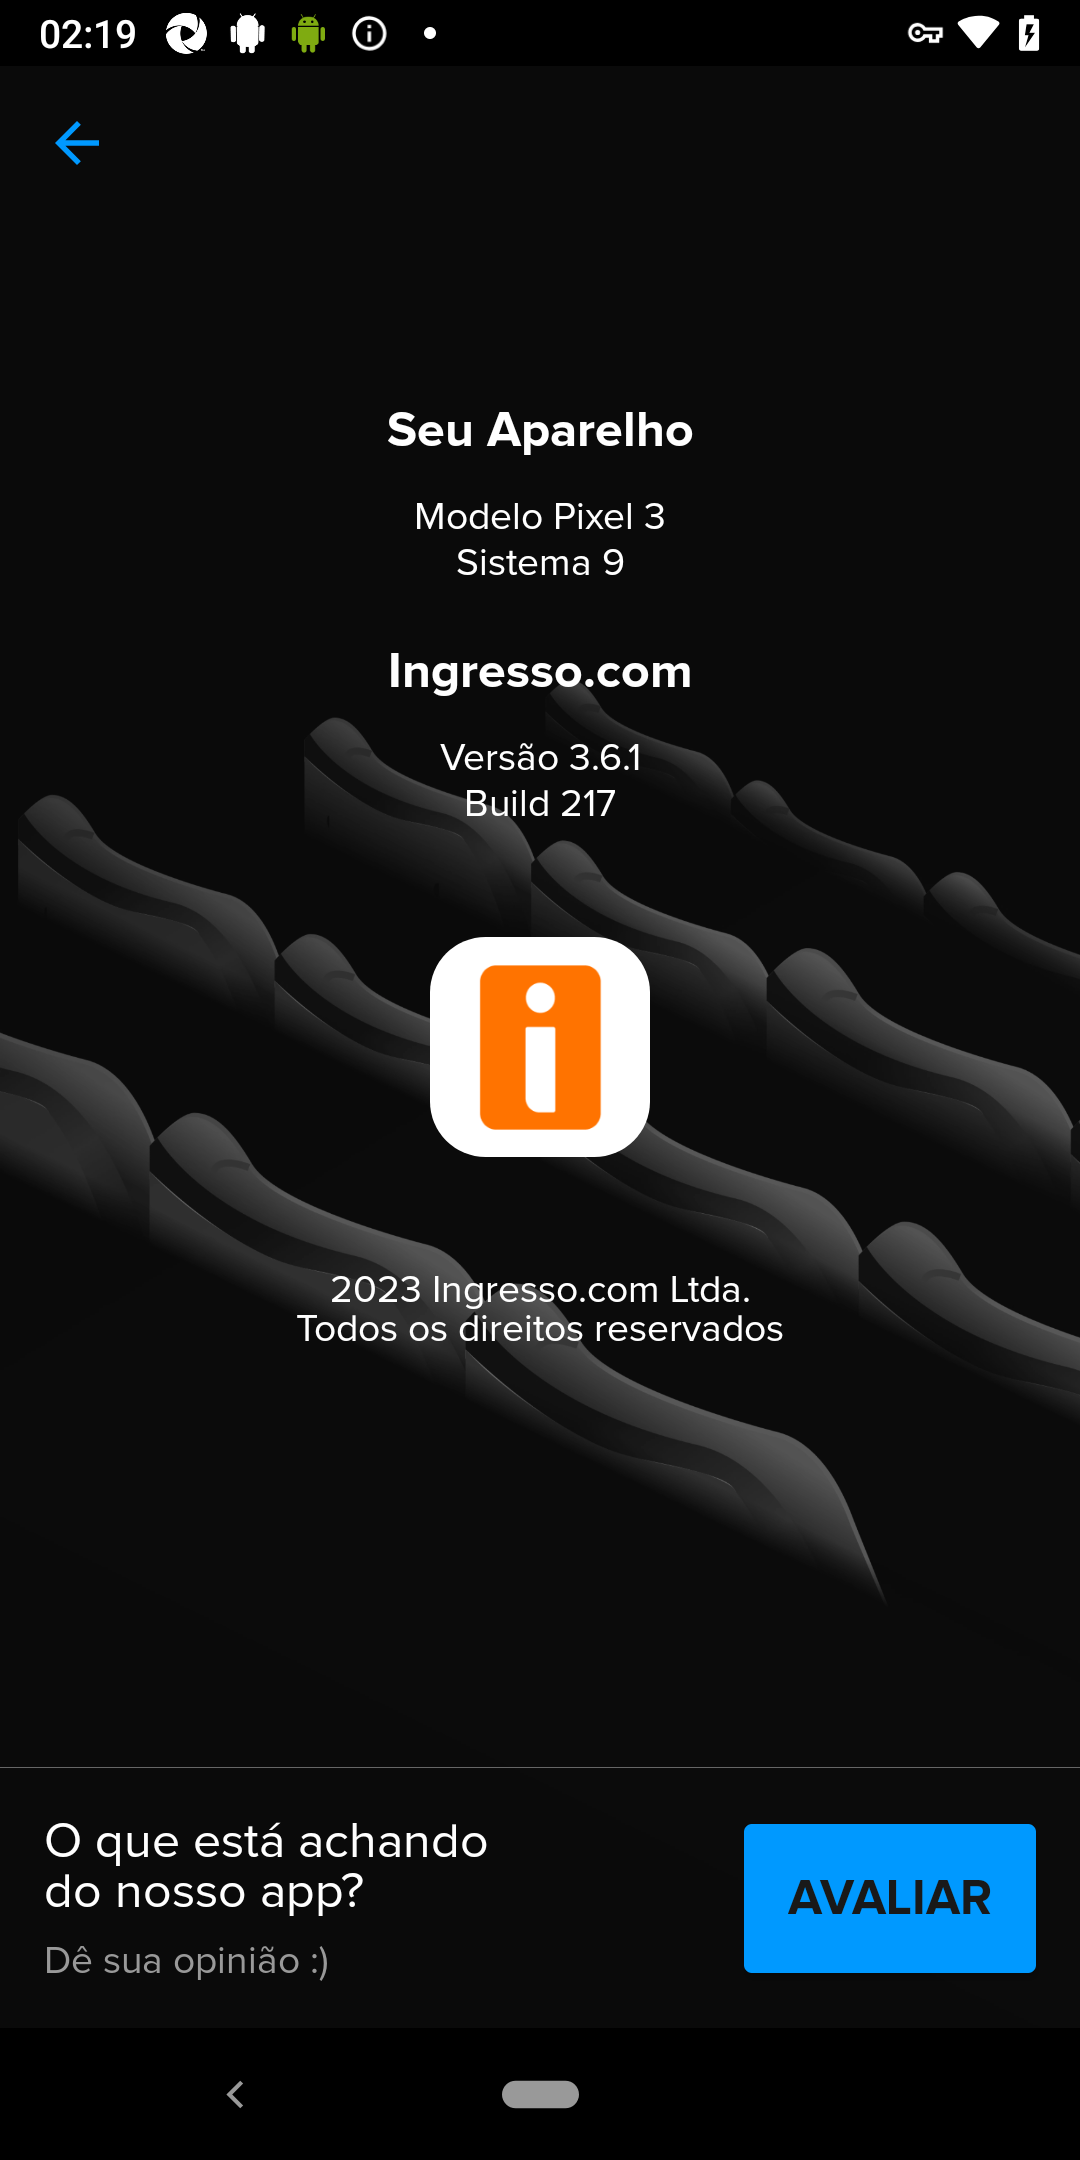 02:19
Seu Aparelho
Modelo Pixel 3
Sistema 9
Ingresso.com
Versão 3.6.1
Build 217
i
2023 Ingresso.com Ltda.
Todos os direitos reservados
O que está achando
do nosso app?
Dê sua opinião :)
AVALIAR